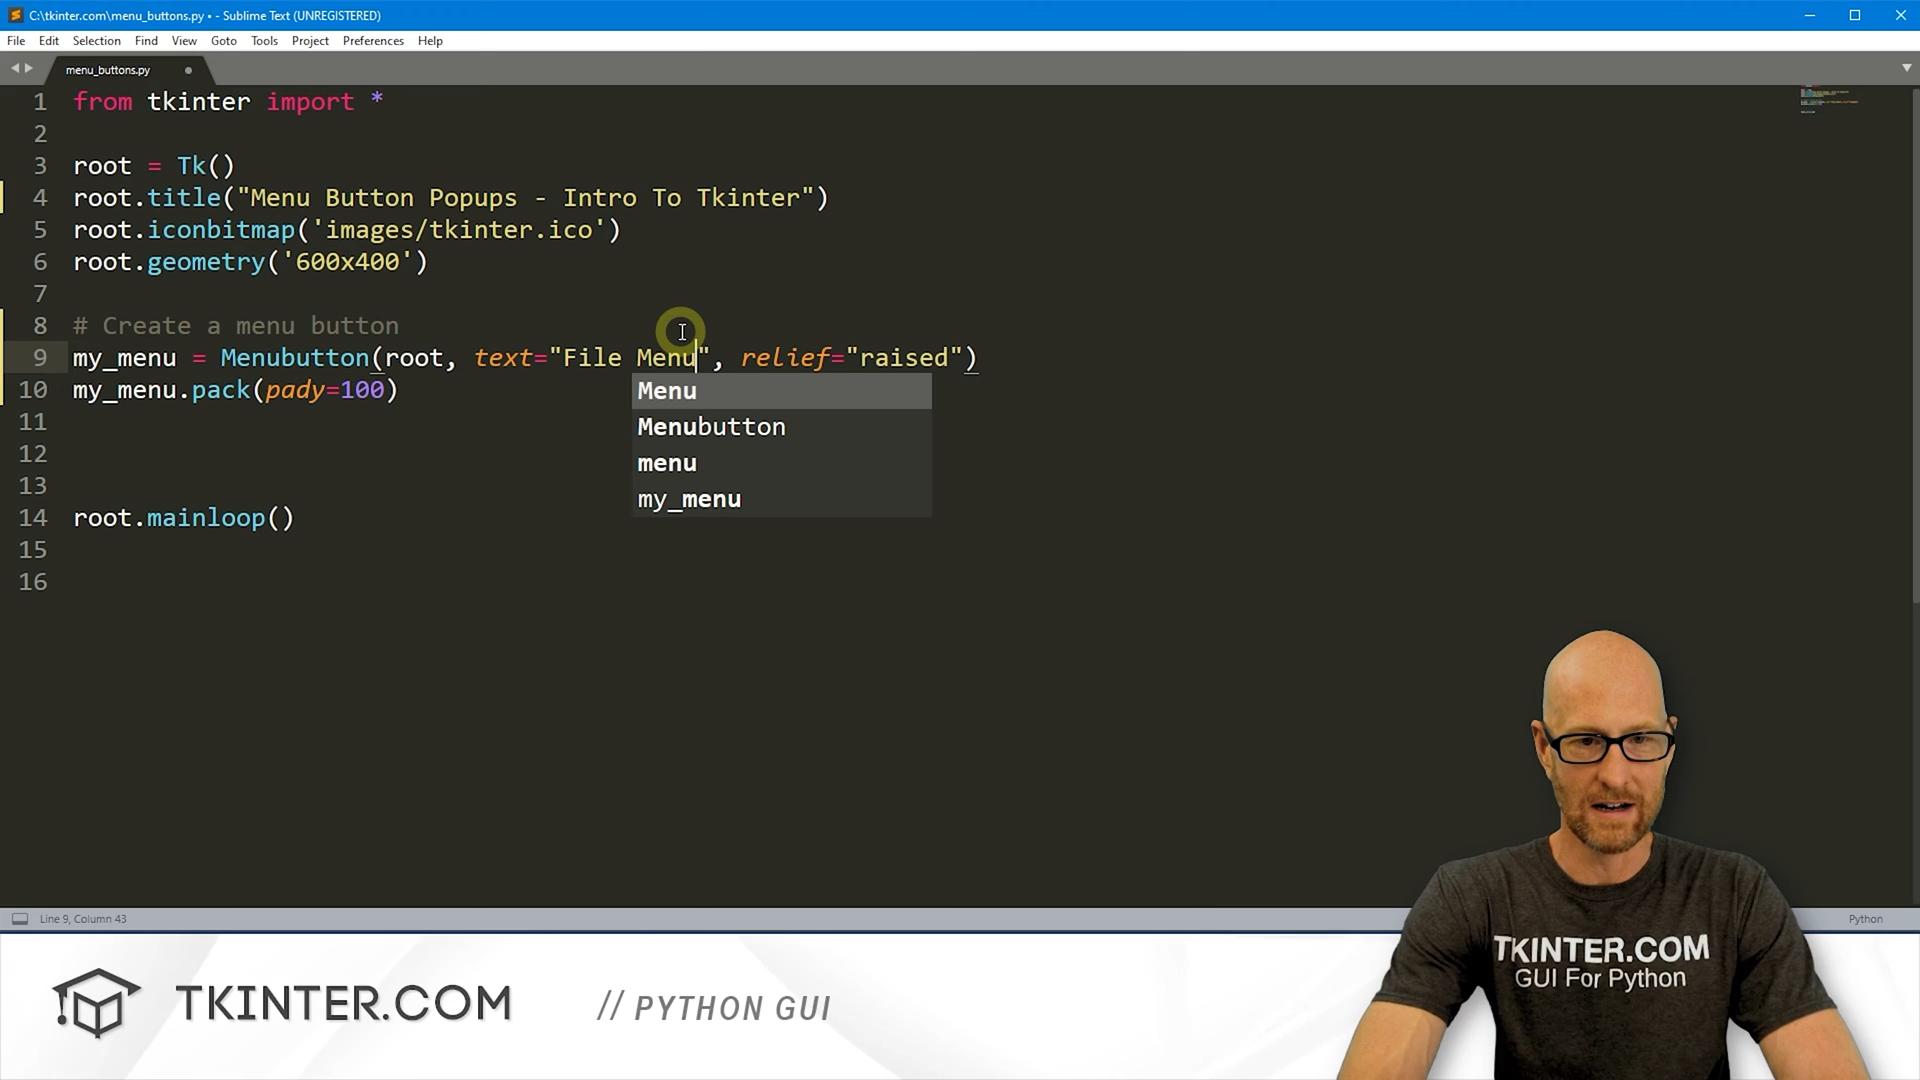 C:\tkinter.com\menu_buttons.py • - Sublime Text (UNREGISTERED)
File Edit Selection Find View Goto Tools Project Preferences Help
menu_buttons.py
1 from tkinter import *
2
3 root = Tk()
4 root.title("Menu Button Popups - Intro To Tkinter")
5 root.iconbitmap('images/tkinter.ico')
6 root.geometry('600x400')
7
8 # Create a menu button
9 my_menu = Menubutton(root, text="File Menu", relief="raised")
10 my_menu.pack(pady=100)
Menu
11
Menubutton
12
menu
13
my_menu
14 root.mainloop()
15
16
Line 9, Column 43
Python
TKINTER.COM
GUI For Python
TKINTER.COM // PYTHON GUI